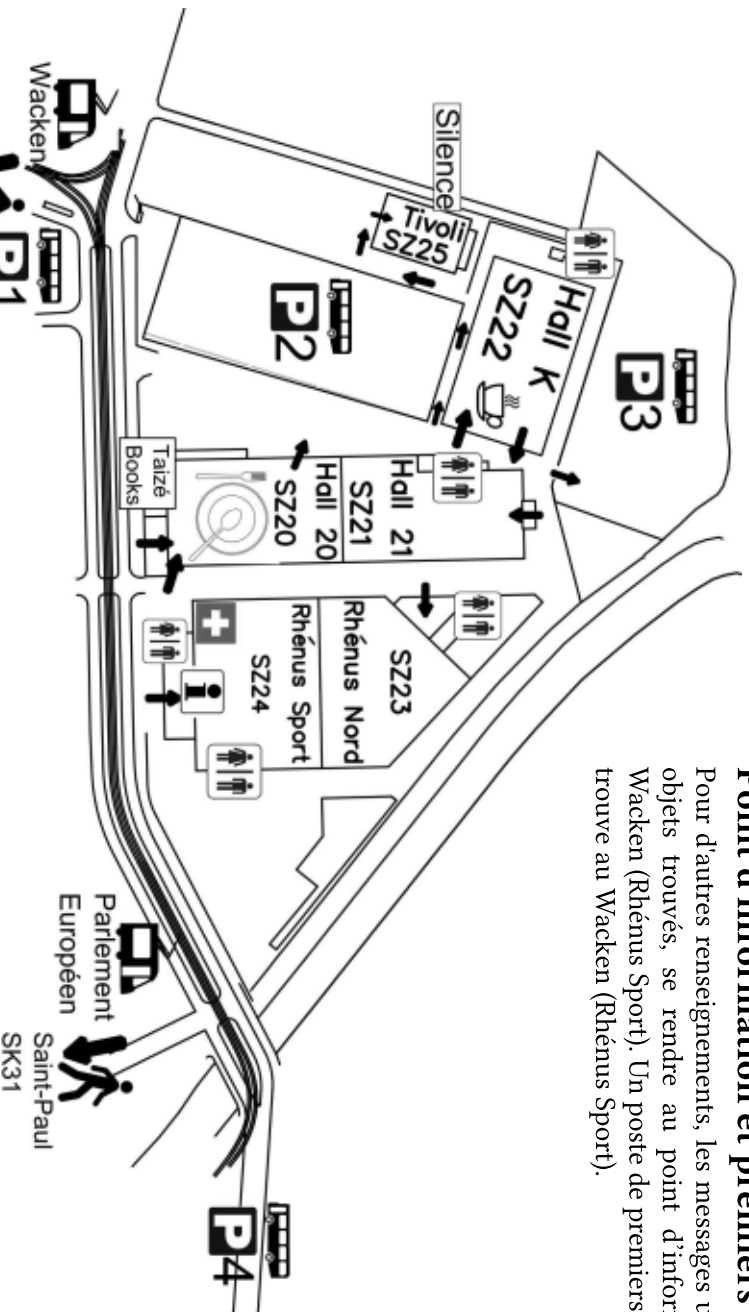 Point d'information et premiers
Pour d'autres renseignements, les messages u
objets trouvés, se rendre au point d'infor
Wacken (Rhénus Sport). Un poste de premiers
trouve au Wacken (Rhénus Sport).
P3
Hall K
SZ22
Silence
Tivoli
SZ25
P2
Hall 21
SZ21
Hall 20
SZ20
Taizé
Books
SZ23
Rhénus Nord
Rhénus Sport
SZ24
i
Wacken
P1
Parlement
Européen
Saint-Paul
SK31
P4